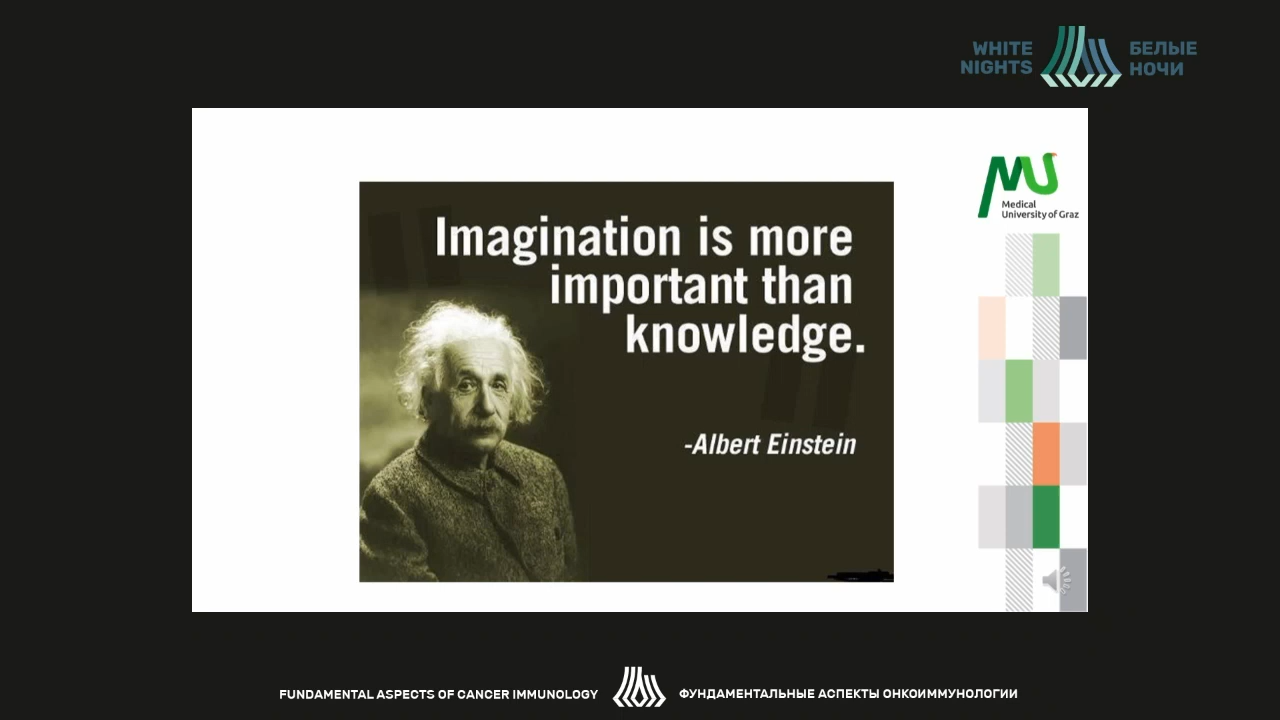 WHITE
NIGHTS
БЕЛЫЕ
НОЧИ
MU
Medical
University of Graz
Imagination is more
important than
knowledge.
-Albert Einstein
FUNDAMENTAL ASPECTS OF CANCER IMMUNOLOGY
ФУНДАМЕНТАЛЬНЫЕ АСПЕКТЫ ОНКОИММУНОЛОГИИ